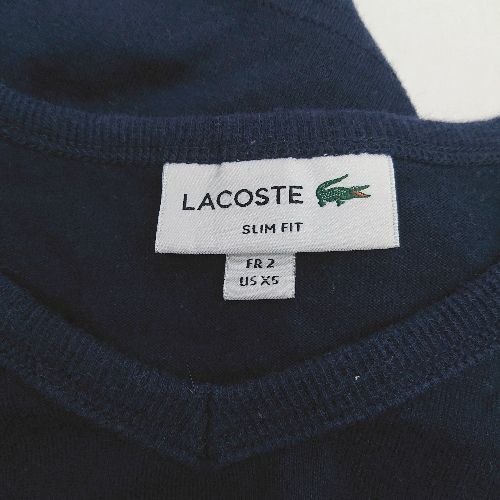 LACOSTE
SLIM FIT
FR 2
US XS